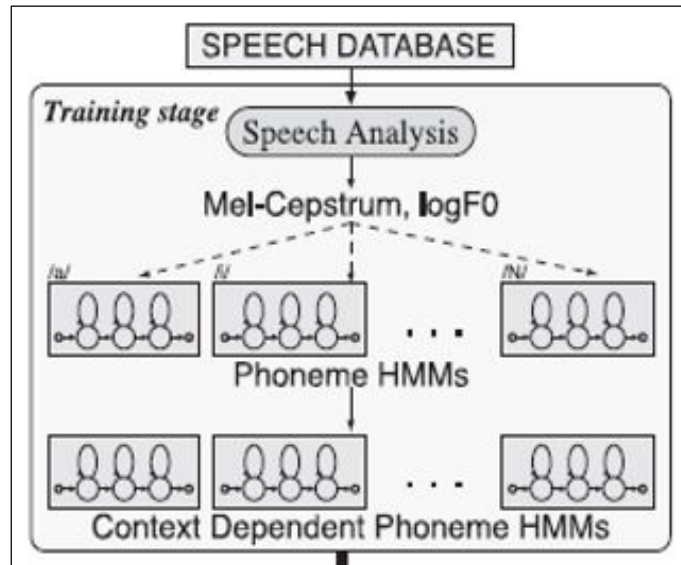 SPEECH DATABASE
Training stage
Speech Analysis
Mel-Cepstrum, logF0
/a/ /i/ /N/
. . .
Phoneme HMMs
. . .
Context Dependent Phoneme HMMs